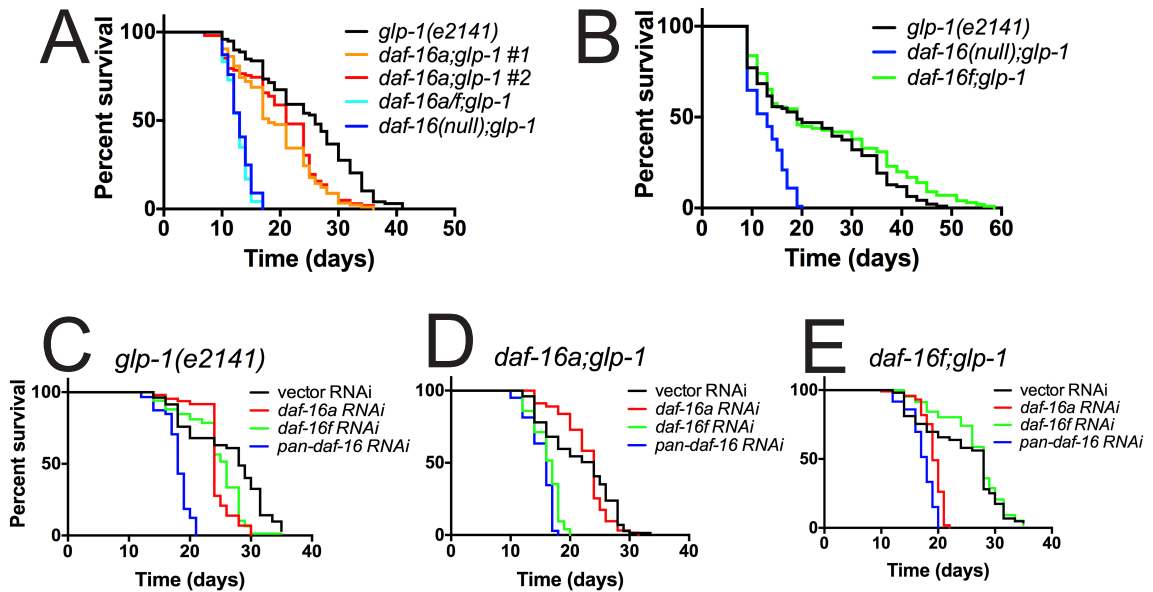 A
Percent survival
100
50
0
0 10 20 30 40 50
Time (days)
glp-1(e2141)
daf-16a;glp-1 #1
daf-16a;glp-1 #2
daf-16a/f;glp-1
daf-16(null);glp-1
B
Percent survival
100
50
0
0 10 20 30 40 50 60
Time (days)
glp-1(e2141)
daf-16(null);glp-1
daf-16f;glp-1
C
glp-1(e2141)
Percent survival
100
50
0
0 10 20 30 40
Time (days)
vector RNAi
daf-16a RNAi
daf-16f RNAi
pan-daf-16 RNAi
D
daf-16a;glp-1
100
50
0
0 10 20 30 40
Time (days)
vector RNAi
daf-16a RNAi
daf-16f RNAi
pan-daf-16 RNAi
E
daf-16f;glp-1
100
50
0
0 10 20 30 40
Time (days)
vector RNAi
daf-16a RNAi
daf-16f RNAi
pan-daf-16 RNAi